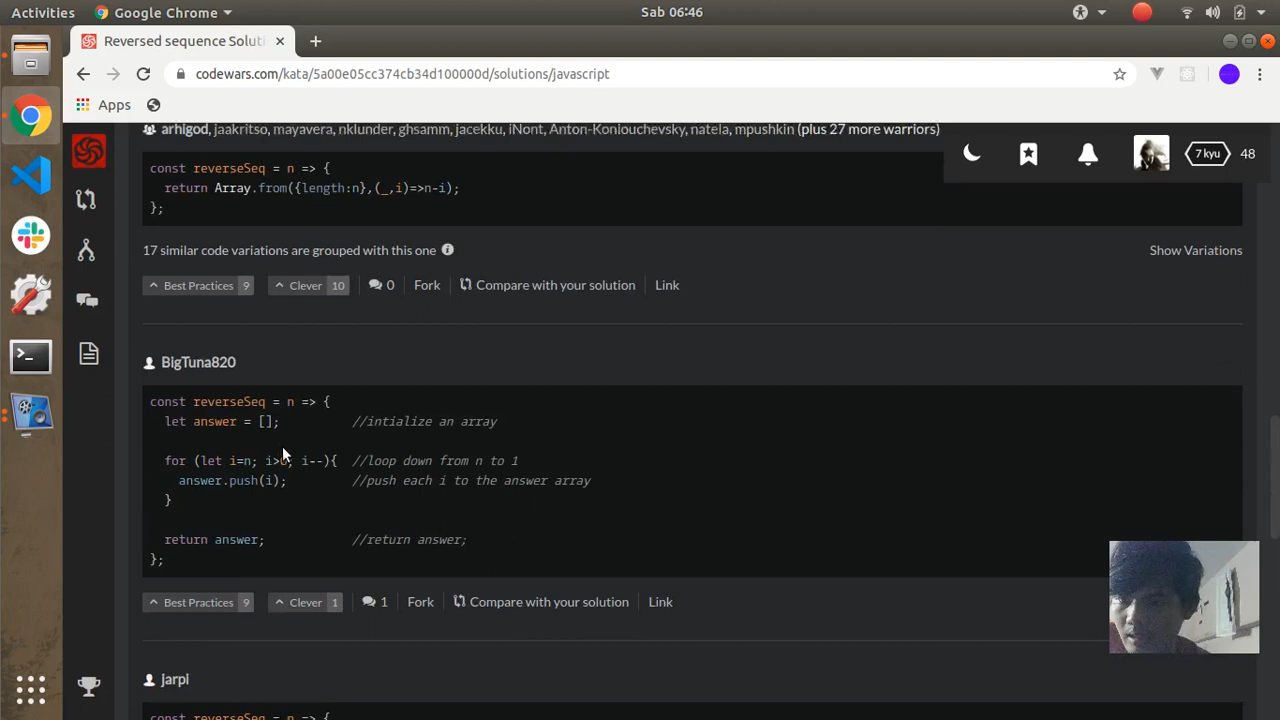 Activities
Google Chrome
Sab 06:46
Reversed sequence Soluti
codewars.com/kata/5a00e05cc374cb34d100000d/solutions/javascript
Apps
arhigod, jaakritso, mayavera, nklunder, ghsamm, jacekku, iNont, Anton-Koniouchevsky, natela, mpushkin (plus 27 more warriors)
7 kyu 48
const reverseSeq = n => {
return Array.from({length:n},(_,i)=>n-i);
};
17 similar code variations are grouped with this one
Show Variations
Best Practices 9
Clever 10
0
Fork
Compare with your solution
Link
BigTuna820
const reverseSeq = n => {
let answer = []; //intialize an array
for (let i=n; i>0; i--){ //loop down from n to 1
answer.push(i); //push each i to the answer array
}
return answer; //return answer;
};
Best Practices 9
Clever 1
1
Fork
Compare with your solution
Link
jarpi
const reverseSeq = n => {